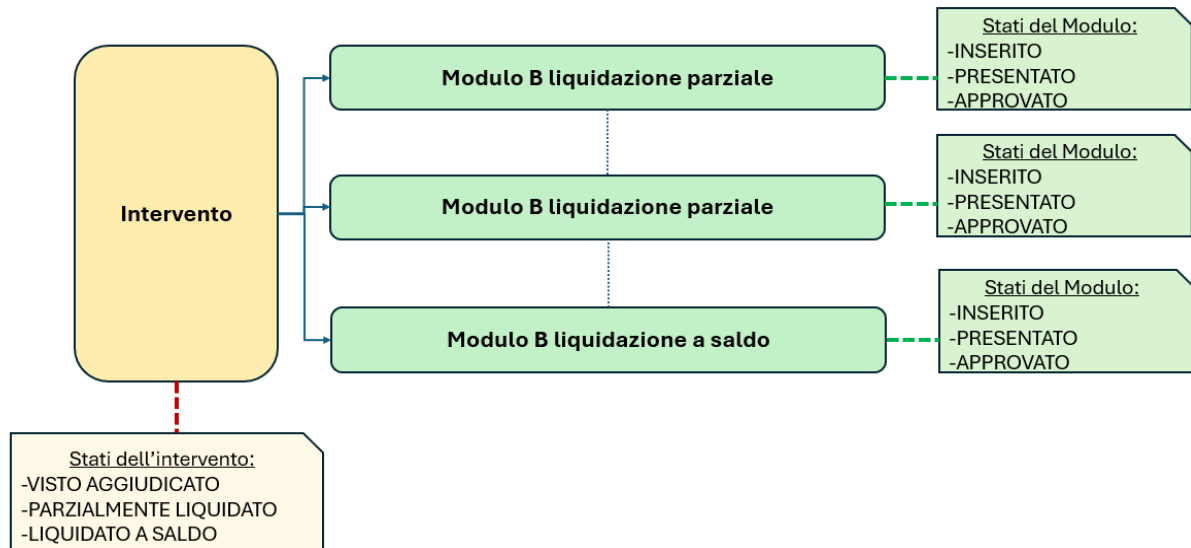 Stati del Modulo:
-INSERITO
-PRESENTATO
-APPROVATO
Modulo B liquidazione parziale
Stati del Modulo:
-INSERITO
-PRESENTATO
-APPROVATO
Modulo B liquidazione parziale
Intervento
Stati del Modulo:
-INSERITO
-PRESENTATO
-APPROVATO
Modulo B liquidazione a saldo
Stati dell’intervento:
-VISTO AGGIUDICATO
-PARZIALMENTE LIQUIDATO
-LIQUIDATO A SALDO